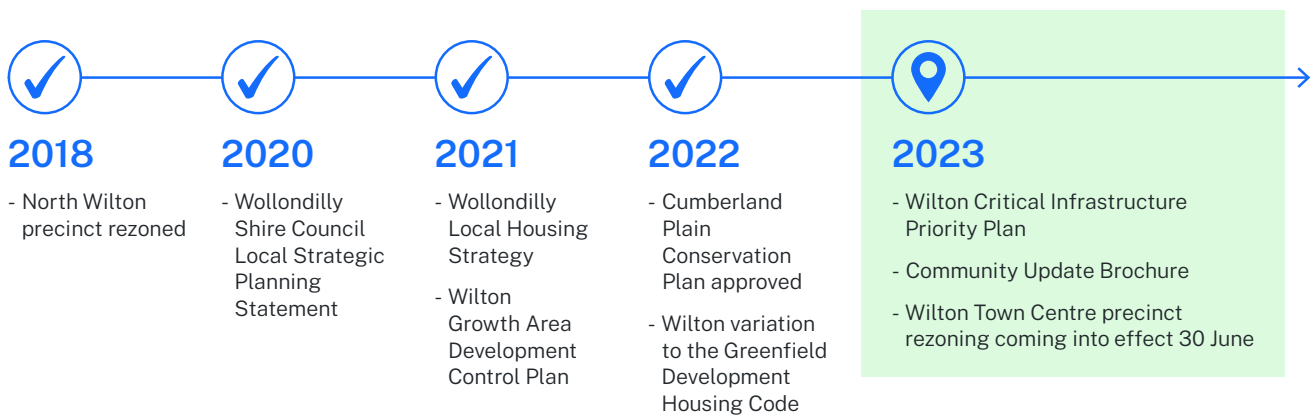 2018
- North Wilton
precinct rezoned
2020
- Wollondilly
Shire Council
Local Strategic
Planning
Statement
2021
- Wollondilly
Local Housing
Strategy
- Wilton
Growth Area
Development
Control Plan
2022
- Cumberland
Plain
Conservation
Plan approved
- Wilton variation
to the Greenfield
Development
Housing Code
2023
- Wilton Critical Infrastructure
Priority Plan
- Community Update Brochure
- Wilton Town Centre precinct
rezoning coming into effect 30 June